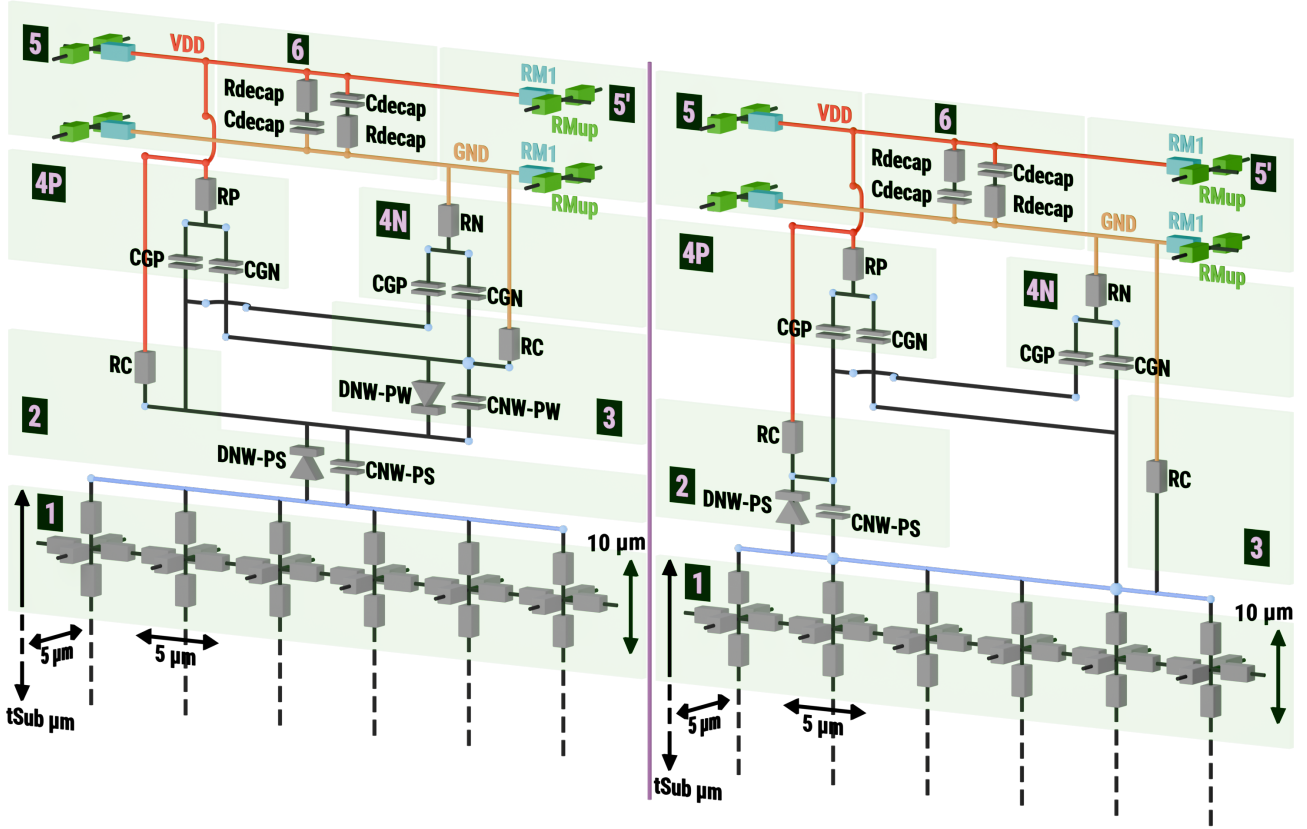 5
VDD
6
RM1
5'
RMup
Rdecap
Cdecap
Cdecap
Rdecap
GND
RM1
RMup
4P
RP
4N
RN
CGP
CGN
CGP
CGN
RC
RC
DNW-PW
CNW-PW
2
3
DNW-PS
CNW-PS
1
10 µm
5 µm
5 µm
tSub µm
5
VDD
6
RM1
5'
RMup
Rdecap
Cdecap
Cdecap
Rdecap
GND
RM1
RMup
4P
RP
4N
RN
CGP
CGN
CGP
CGN
RC
RC
2
DNW-PS
CNW-PS
3
1
10 µm
5 µm
5 µm
tSub µm